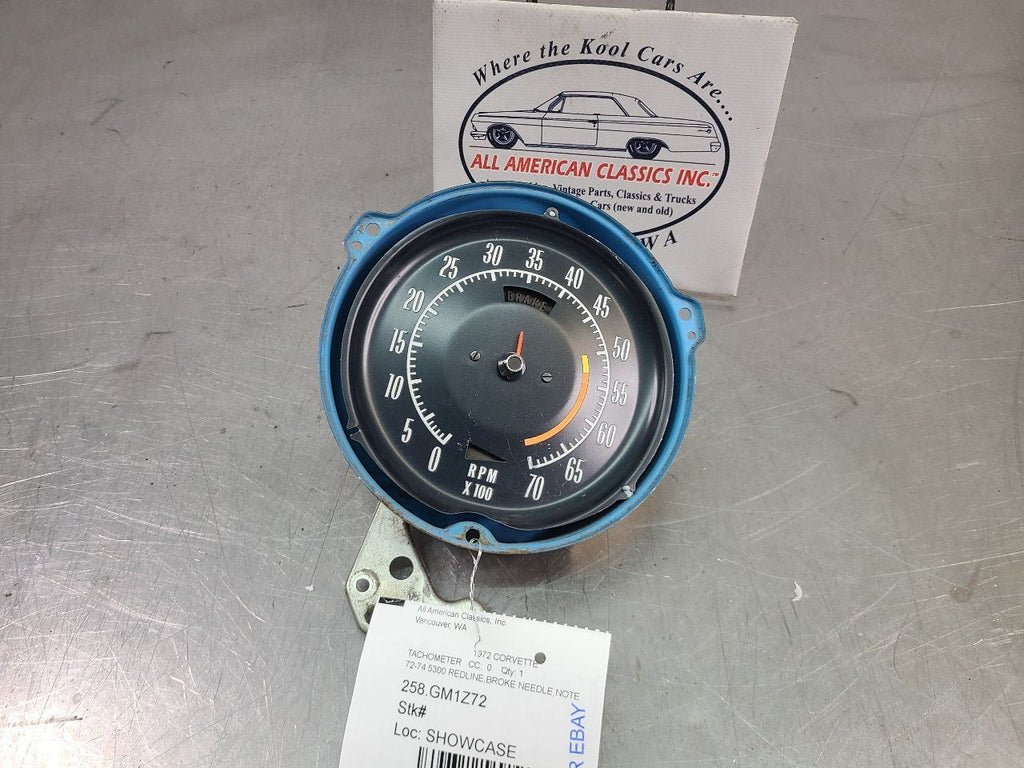 Where the Kool Cars Are....
ALL AMERICAN CLASSICS INC.™
Vintage Parts, Classics & Trucks
Cars (new and old)
WA
0
5
10
15
20
25
30
35
40
45
50
55
60
65
70
BRAKE
RPM
X 100
All American Classics, Inc.
Vancouver, WA
1972 CORVETTE
TACHOMETER CC: 0 Qty: 1
72-74 5300 REDLINE,BROKE NEEDLE,NOTE
258.GM1Z72
Stk#
Loc: SHOWCASE
R EBAY